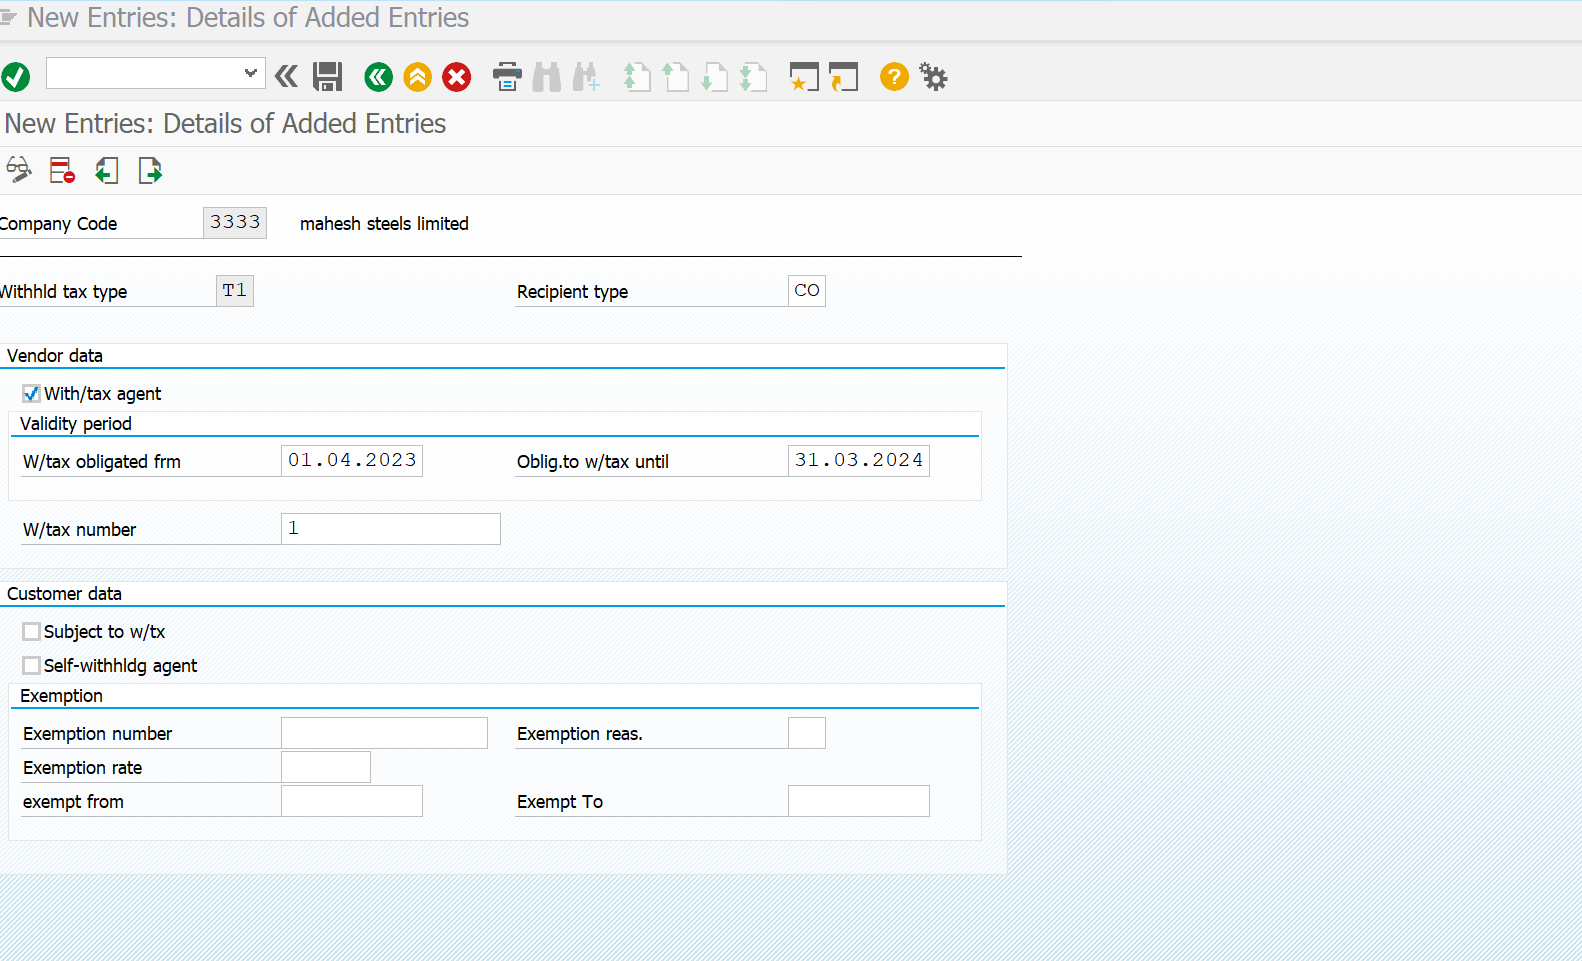 New Entries: Details of Added Entries
New Entries: Details of Added Entries
Company Code 3333 mahesh steels limited
Withhld tax type T1 Recipient type CO
Vendor data
With/tax agent
Validity period
W/tax obligated frm 01.04.2023 Oblig.to w/tax until 31.03.2024
W/tax number 1
Customer data
Subject to w/tx
Self-withhldg agent
Exemption
Exemption number Exemption reas.
Exemption rate
exempt from Exempt To